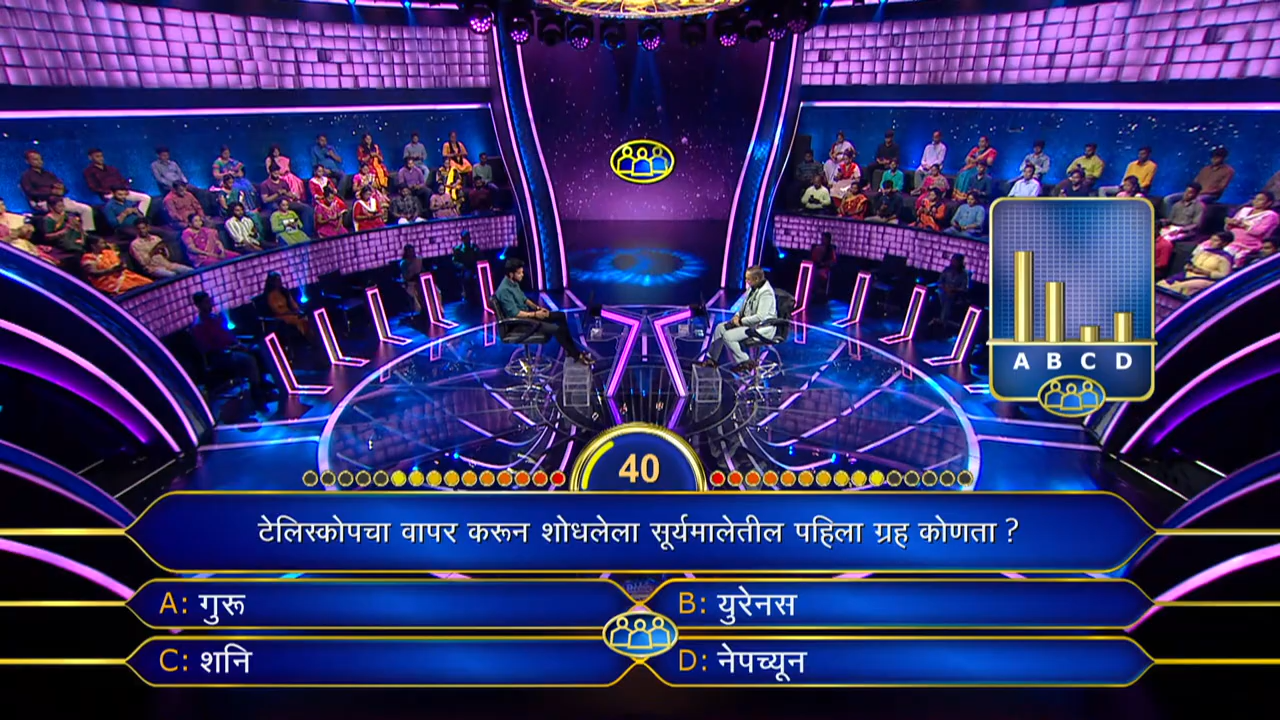 A B C D
40
टेलिस्कोपचा वापर करून शोधलेला सूर्यमालेतील पहिला ग्रह कोणता ?
A: गुरू
B: युरेनस
C: शनि
D: नेपच्यून